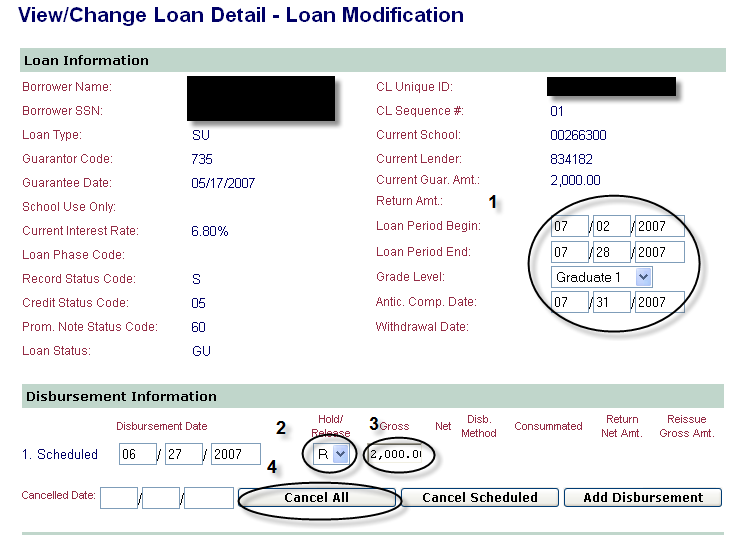 View/Change Loan Detail - Loan Modification
Loan Information
Borrower Name:
CL Unique ID:
Borrower SSN:
CL Sequence #: 01
Loan Type: SU
Current School: 00266300
Guarantor Code: 735
Current Lender: 834182
Guarantee Date: 05/17/2007
Current Guar. Amt.: 2,000.00
School Use Only:
Return Amt.: 1
Current Interest Rate: 6.80%
Loan Period Begin: 07 / 02 / 2007
Loan Phase Code:
Loan Period End: 07 / 28 / 2007
Record Status Code: S
Grade Level: Graduate 1
Credit Status Code: 05
Antic. Comp. Date: 07 / 31 / 2007
Prom. Note Status Code: 60
Withdrawal Date:
Loan Status: GU
Disbursement Information
Disbursement Date 2 Hold/ Release 3 Gross Net Disb. Method Consummated Return Net Amt. Reissue Gross Amt.
1. Scheduled 06 / 27 / 2007 R 2,000.00
4
Cancelled Date: / / Cancel All Cancel Scheduled Add Disbursement